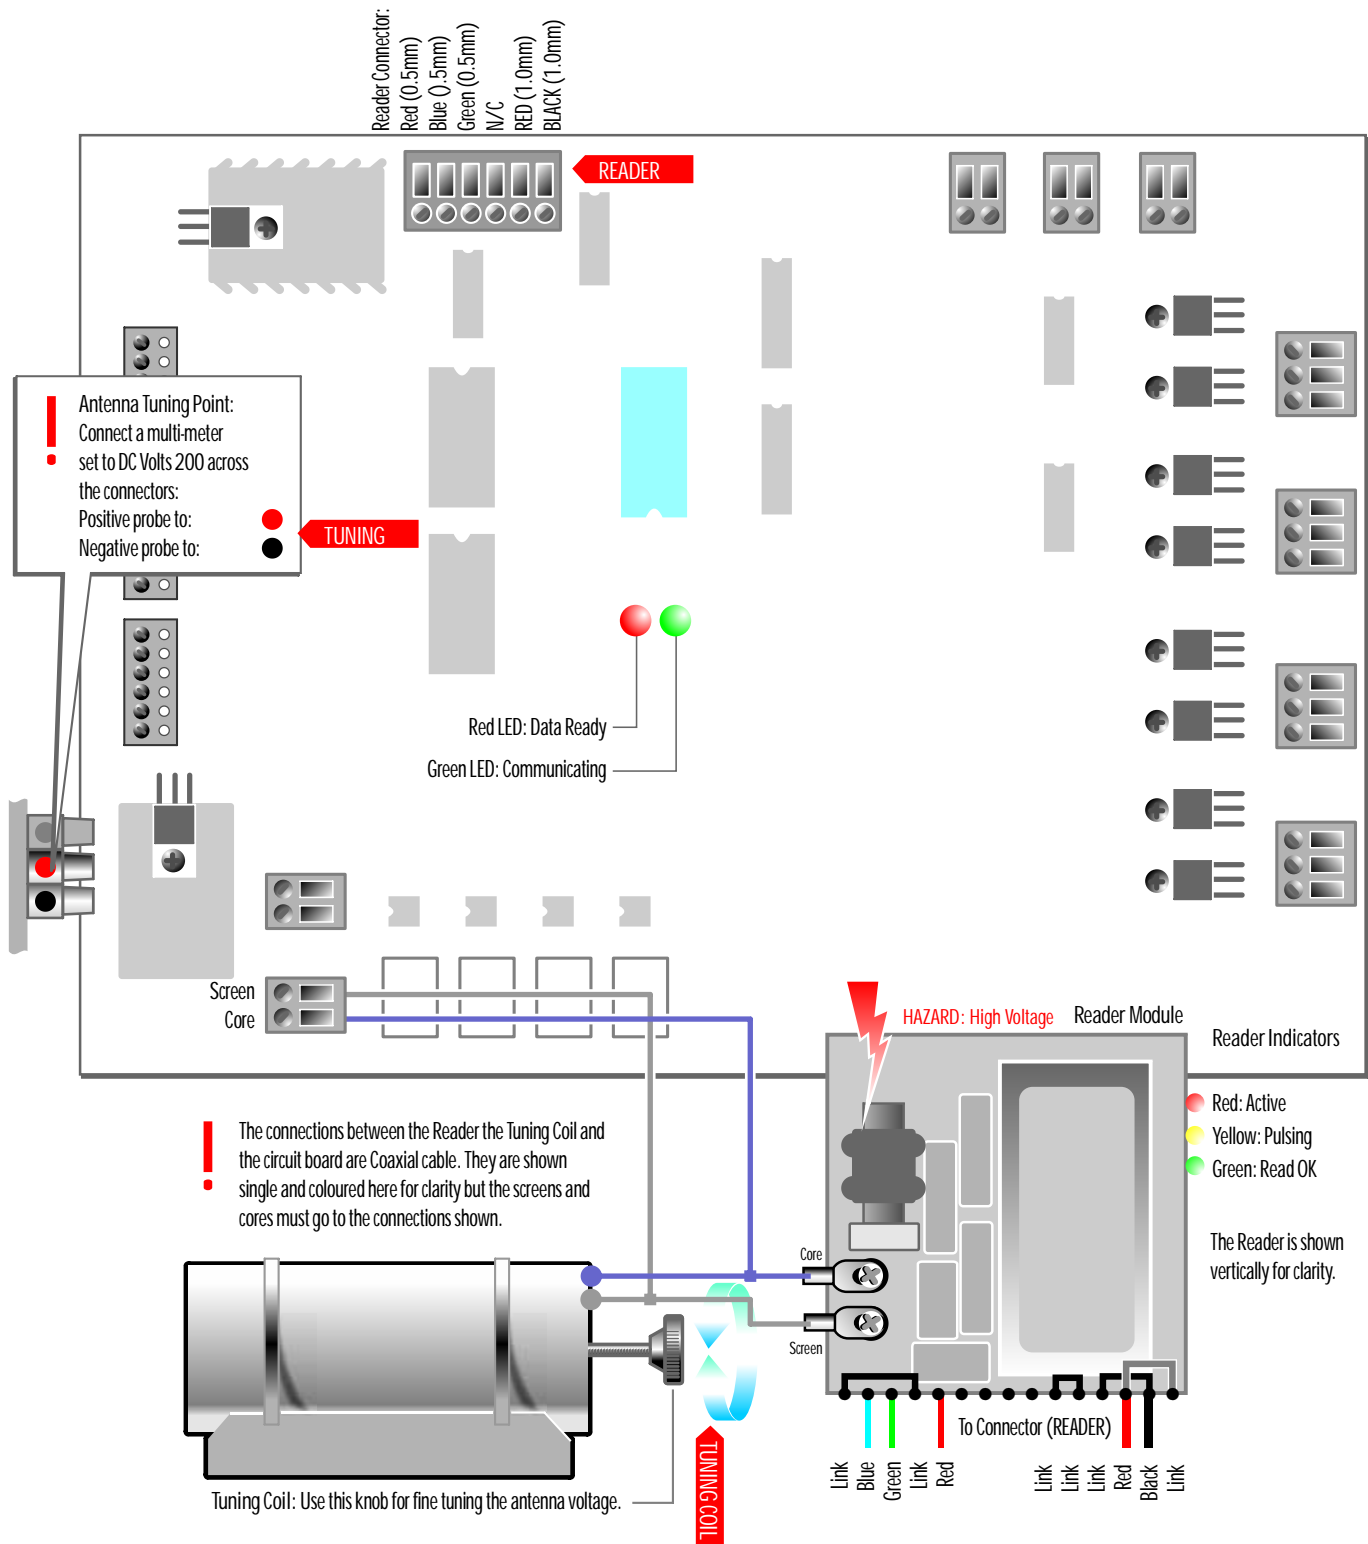 Reader Connector:
Red (0.5mm)
Blue ().5mm)
Green (0.5mm)
N/C
RED (1.0mm)
BLACK (1.0mm)
READER
Antenna Tuning Point:
Connect a multi-meter
set to DC Volts 200 across
the connectors:
Positive probe to:
Negative probe to:
TUNING
Red LED: Data Ready
Green LED: Communicating
Screen
Core
HAZARD: High Voltage
Reader Module
Reader Indicators
Red: Active
Yellow: Pulsing
Green: Read OK
The connections between the Reader the Tuning Coil and
the circuit board are Coaxial cable. They are shown
single and coloured here for clarity but the screens and
cores must go to the connections shown.
The Reader is shown
vertically for clarity.
Core
Screen
To Connector (READER)
Link
Blue
Green
Link
Red
Link
Link
Link
Red
Black
Link
TUNING COIL
Tuning Coil: Use this knob for fine tuning the antenna voltage.